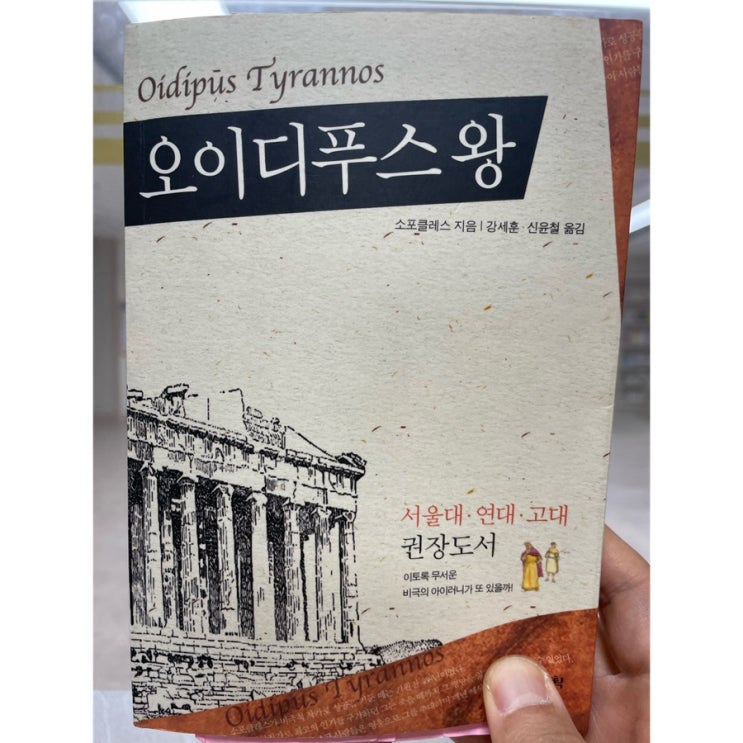 Oidipūs Tyrannos
오이디푸스 왕
소포클레스 지음 | 강세훈 · 신윤철 옮김
서울대 · 연대 · 고대
권장도서
이토록 무서운
비극의 아이러니가 또 있을까!
Oidipūs Tyrannos